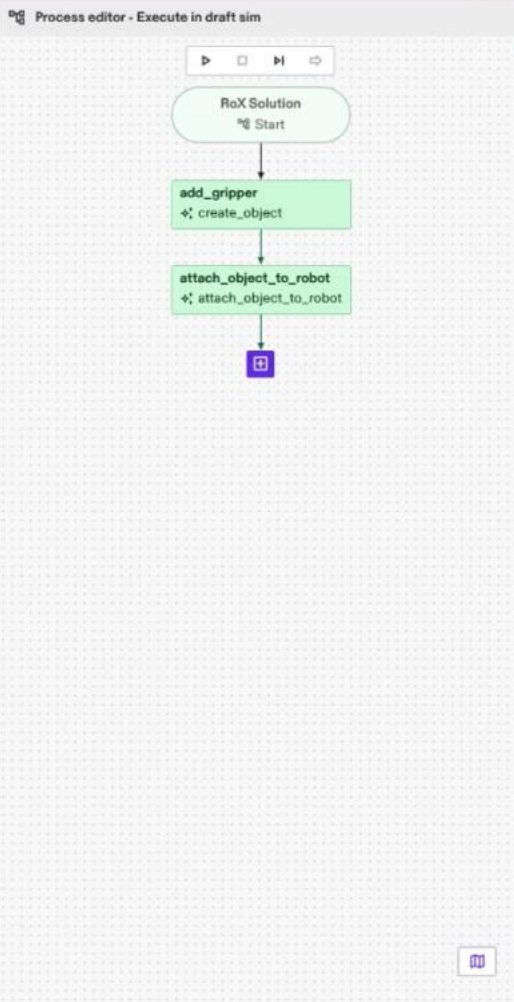 Process editor - Execute in draft sim
RoX Solution
Start
add_gripper
create_object
attach_object_to_robot
attach_object_to_robot